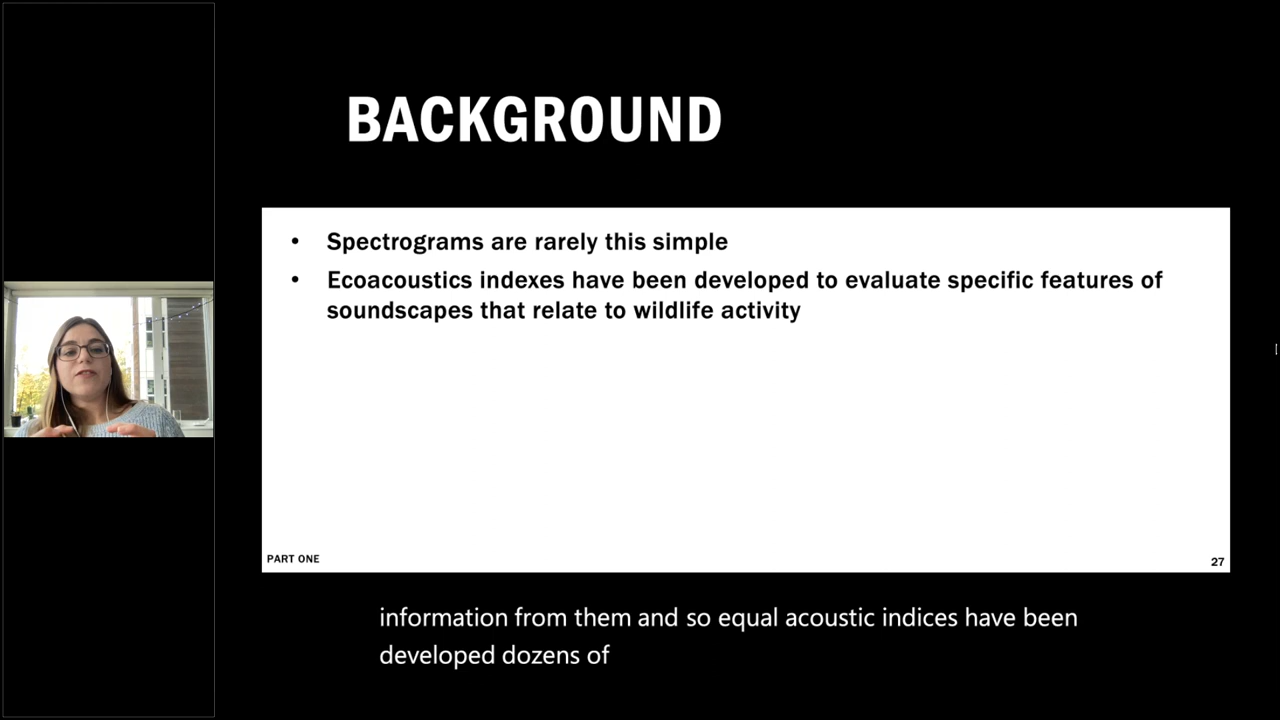 BACKGROUND
• Spectrograms are rarely this simple
• Ecoacoustics indexes have been developed to evaluate specific features of
soundscapes that relate to wildlife activity
PART ONE
27
information from them and so equal acoustic indices have been
developed dozens of